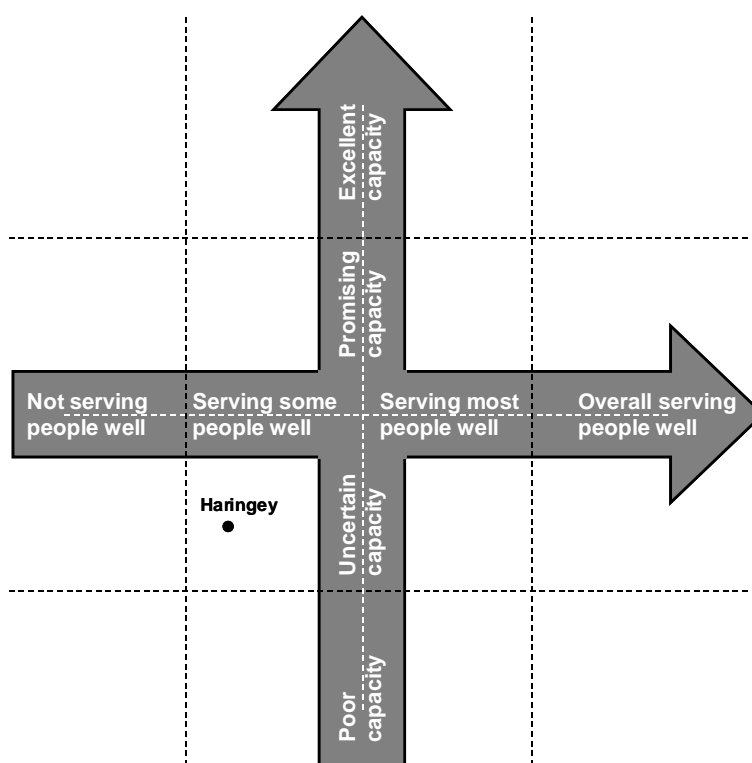 Excellent
capacity
Promising
capacity
Not serving
people well
Serving some
people well
Serving most
people well
Overall serving
people well
Haringey
Uncertain
capacity
Poor
capacity